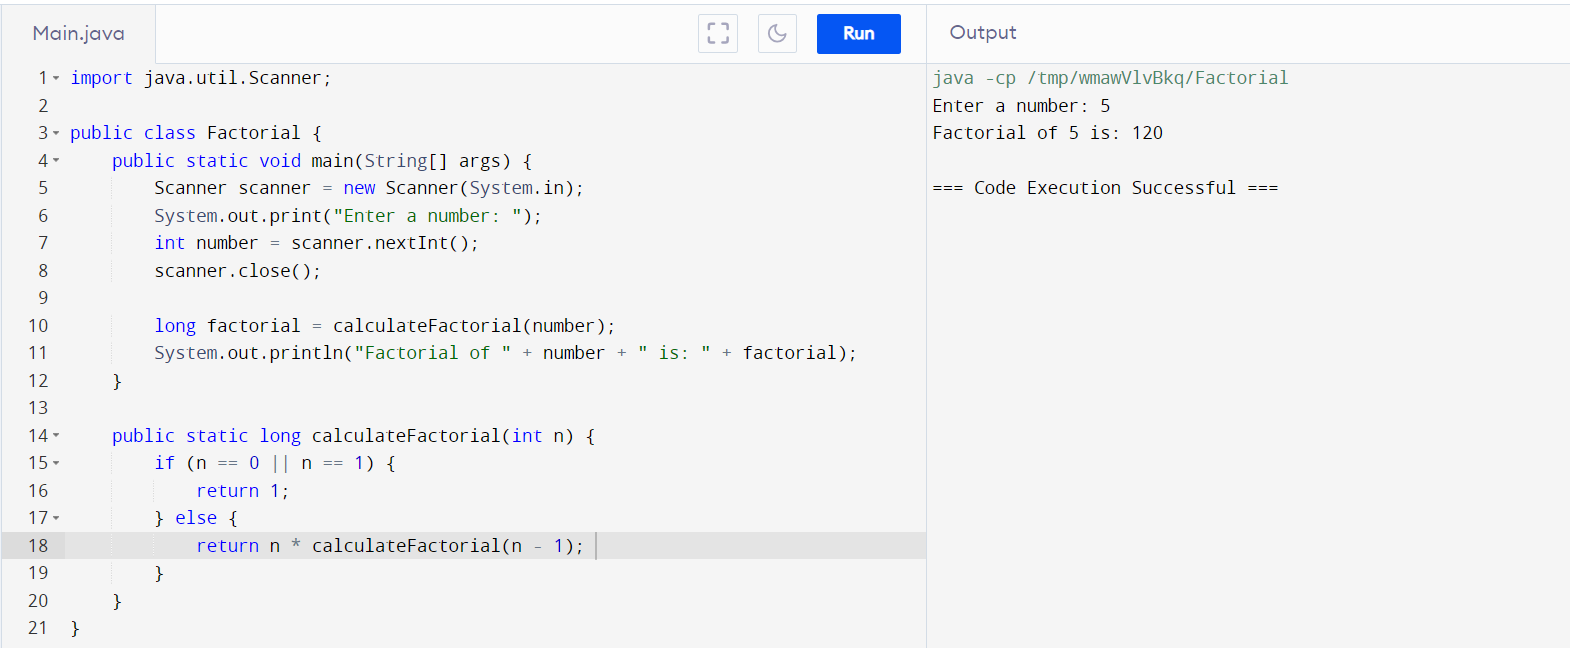 Main.java
Run
1 import java.util.Scanner;
2
3 public class Factorial {
4     public static void main(String[] args) {
5         Scanner scanner = new Scanner(System.in);
6         System.out.print("Enter a number: ");
7         int number = scanner.nextInt();
8         scanner.close();
9
10         long factorial = calculateFactorial(number);
11         System.out.println("Factorial of " + number + " is: " + factorial);
12     }
13
14     public static long calculateFactorial(int n) {
15         if (n == 0 || n == 1) {
16             return 1;
17         } else {
18             return n * calculateFactorial(n - 1);
19         }
20     }
21 }
Output
java -cp /tmp/wmawVlvBkq/Factorial
Enter a number: 5
Factorial of 5 is: 120
=== Code Execution Successful ===